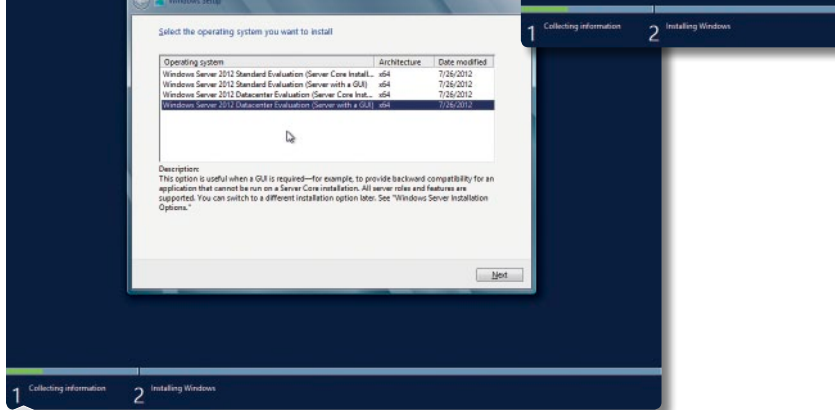 Windows Setup
Select the operating system you want to install
Operating system Architecture Date modified
Windows Server 2012 Standard Evaluation (Server Core Install... x64 7/26/2012
Windows Server 2012 Standard Evaluation (Server with a GUI) x64 7/26/2012
Windows Server 2012 Datacenter Evaluation (Server Core Inst... x64 7/26/2012
Windows Server 2012 Datacenter Evaluation (Server with a GUI) x64 7/26/2012
Description:
This option is useful when a GUI is required—for example, to provide backward compatibility for an
application that cannot be run on a Server Core installation. All server roles and features are
supported. You can switch to a different installation option later. See "Windows Server Installation
Options."
Next
1 Collecting information 2 Installing Windows
1 Collecting information 2 Installing Windows